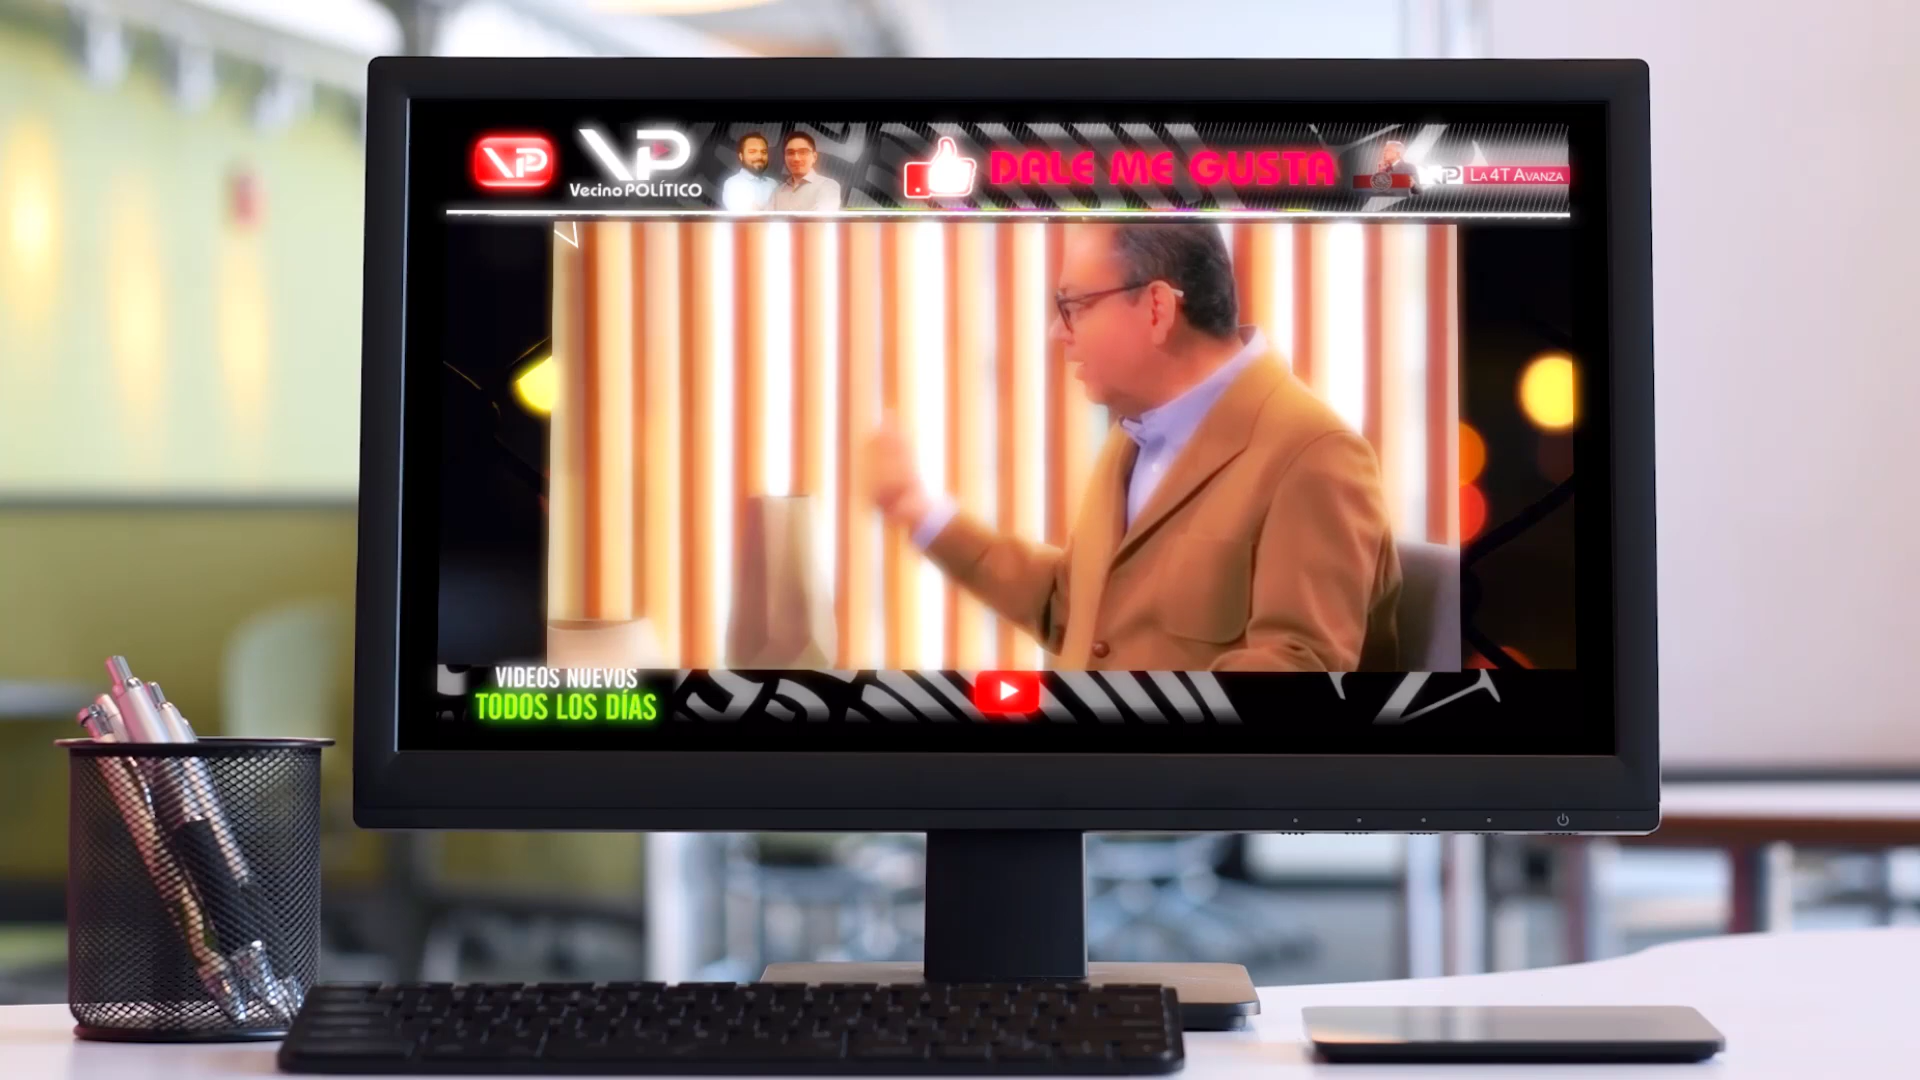 VP
VP
Vecino POLÍTICO
DALE ME GUSTA
VP LA 4T AVANZA
VIDEOS NUEVOS
TODOS LOS DÍAS